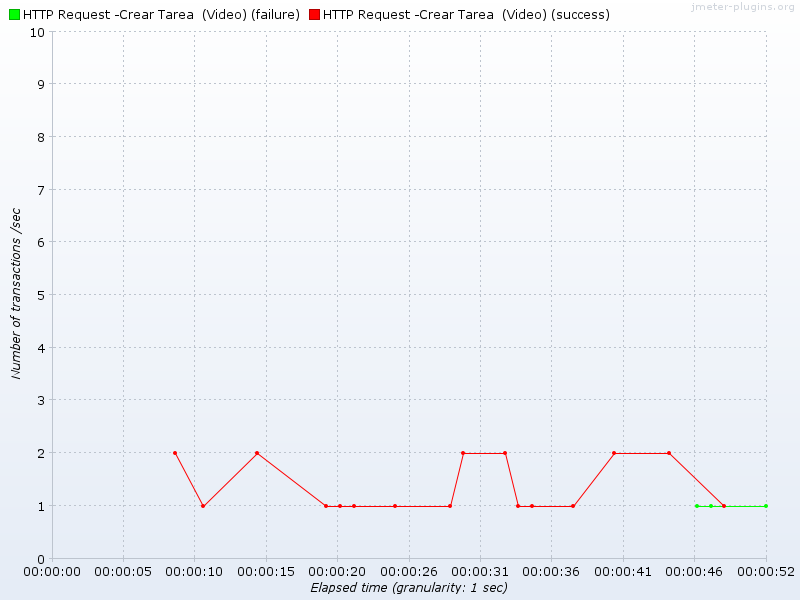 HTTP Request -Crear Tarea  (Video) (failure) HTTP Request -Crear Tarea  (Video) (success)
jmeter-plugins.org
10
9
8
7
6
5
4
3
2
1
0
Number of transactions /sec
00:00:00 00:00:05 00:00:10 00:00:15 00:00:20 00:00:26 00:00:31 00:00:36 00:00:41 00:00:46 00:00:52
Elapsed time (granularity: 1 sec)